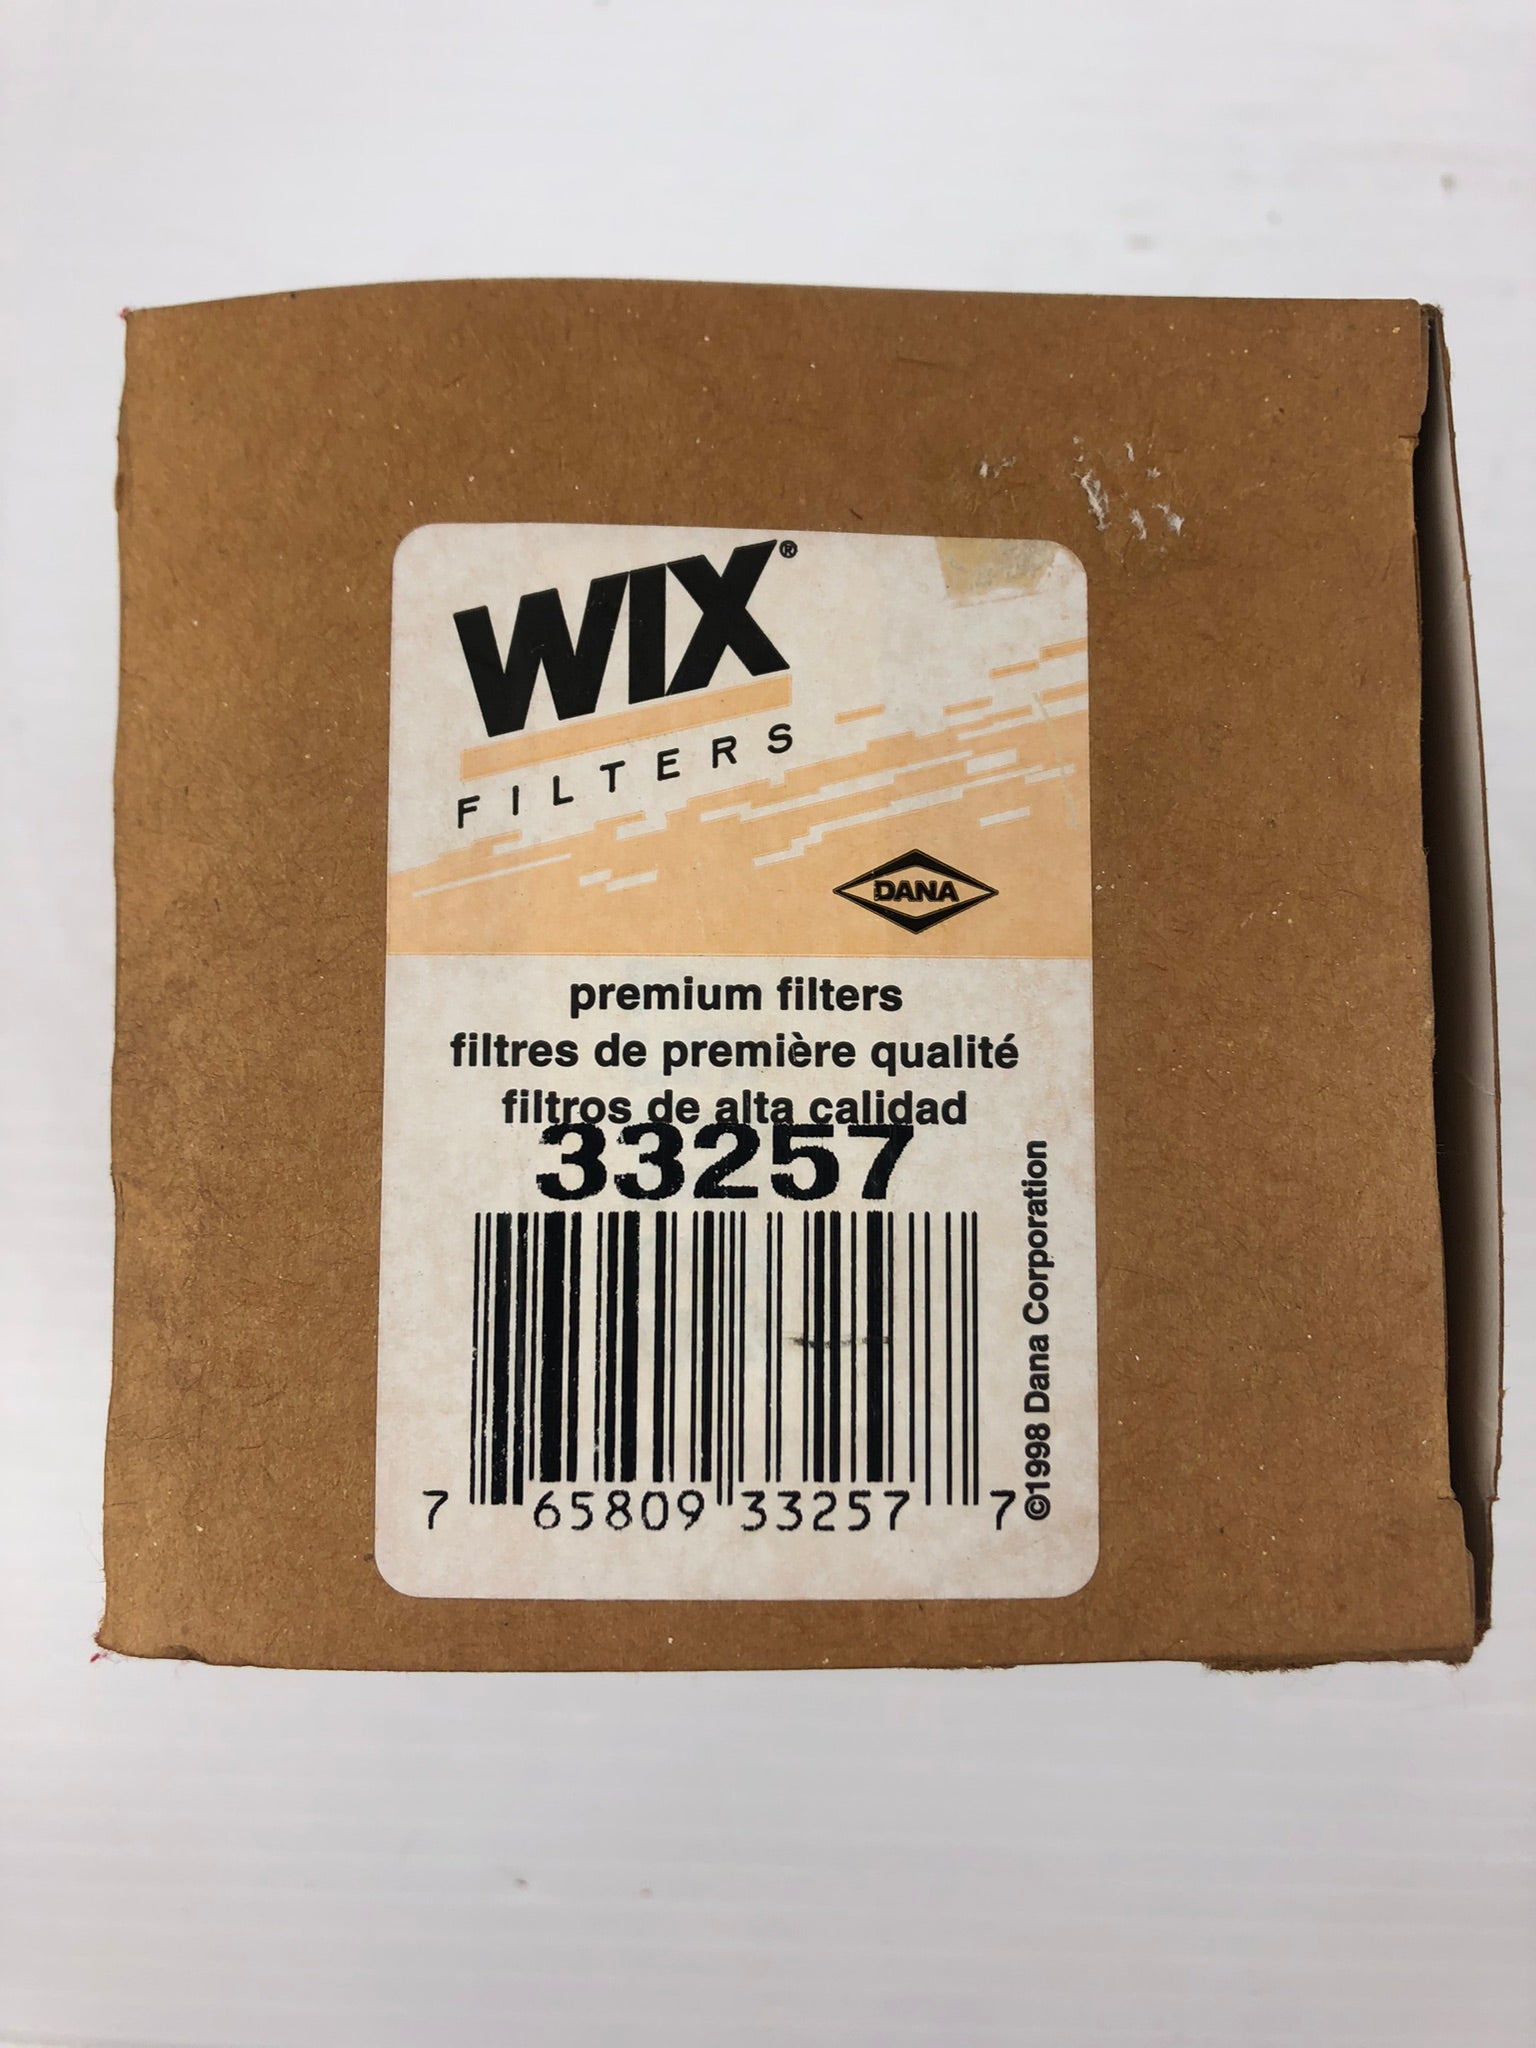 WIX®
FILTERS
DANA
premium filters
filtres de première qualité
filtros de alta calidad
33257
7 65809 33257 7
©1998 Dana Corporation